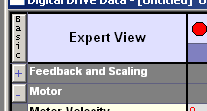 Digital Drive Data - [Untitled] U
Basic
Expert View
+ Feedback and Scaling
- Motor
Motor Velocity